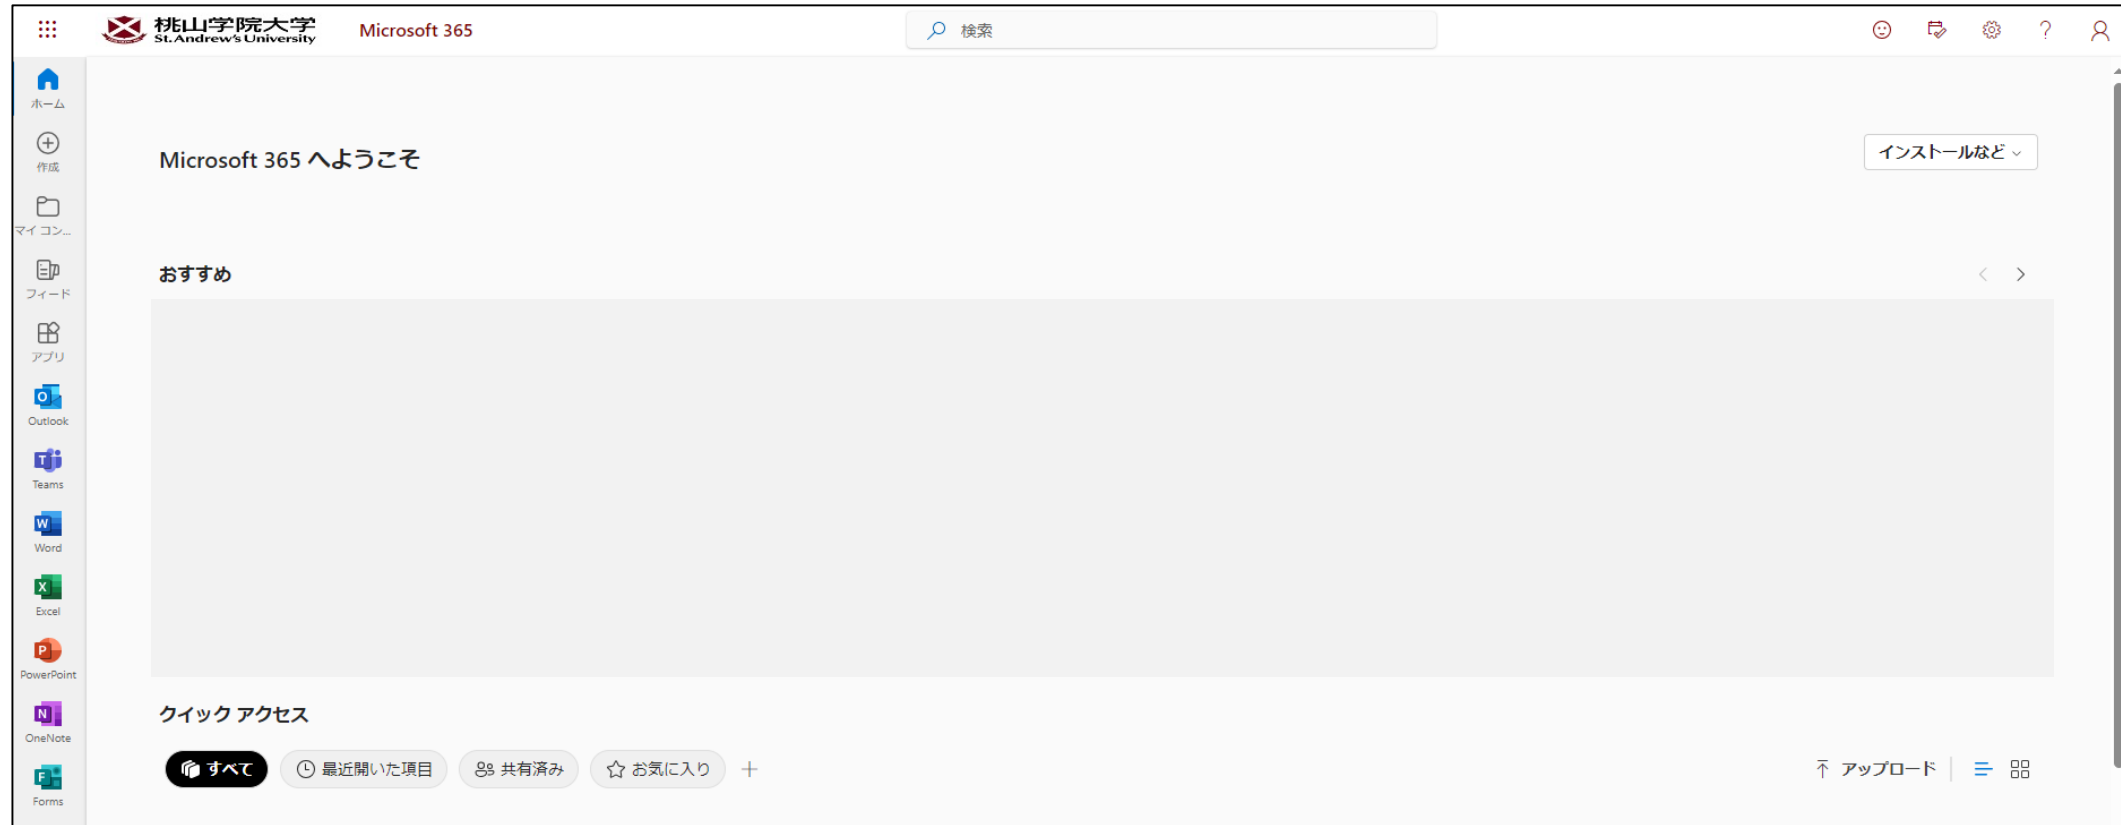 桃山学院大学
St.Andrew's University
Microsoft 365
検索
ホーム
作成
マイ コン...
フィード
アプリ
Outlook
Teams
Word
Excel
PowerPoint
OneNote
Forms
Microsoft 365 へようこそ
インストールなど
おすすめ
クイック アクセス
すべて
最近開いた項目
共有済み
お気に入り
アップロード